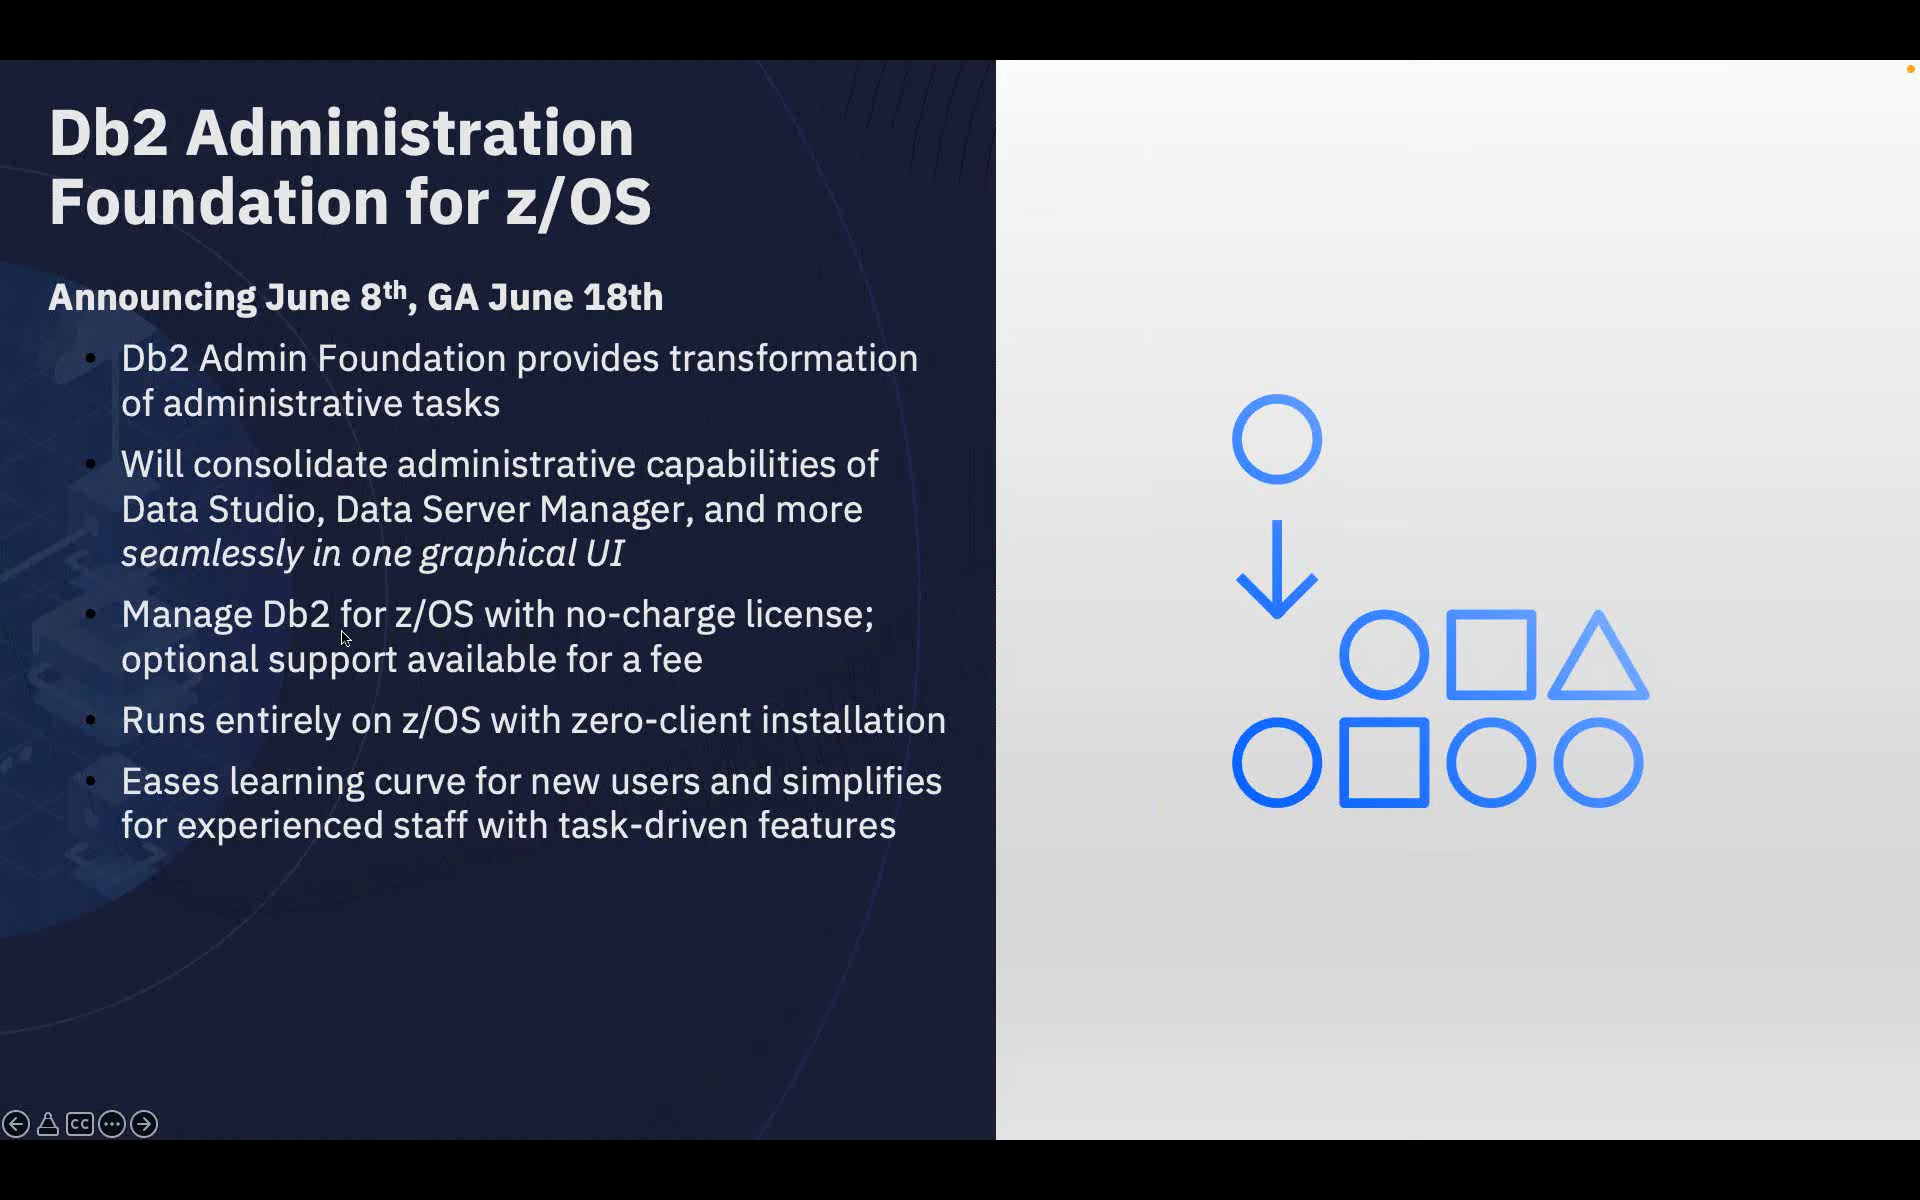 Db2 Administration
Foundation for z/OS
Announcing June 8th, GA June 18th
• Db2 Admin Foundation provides transformation
of administrative tasks
• Will consolidate administrative capabilities of
Data Studio, Data Server Manager, and more
seamlessly in one graphical UI
• Manage Db2 for z/OS with no-charge license;
optional support available for a fee
• Runs entirely on z/OS with zero-client installation
• Eases learning curve for new users and simplifies
for experienced staff with task-driven features
CC